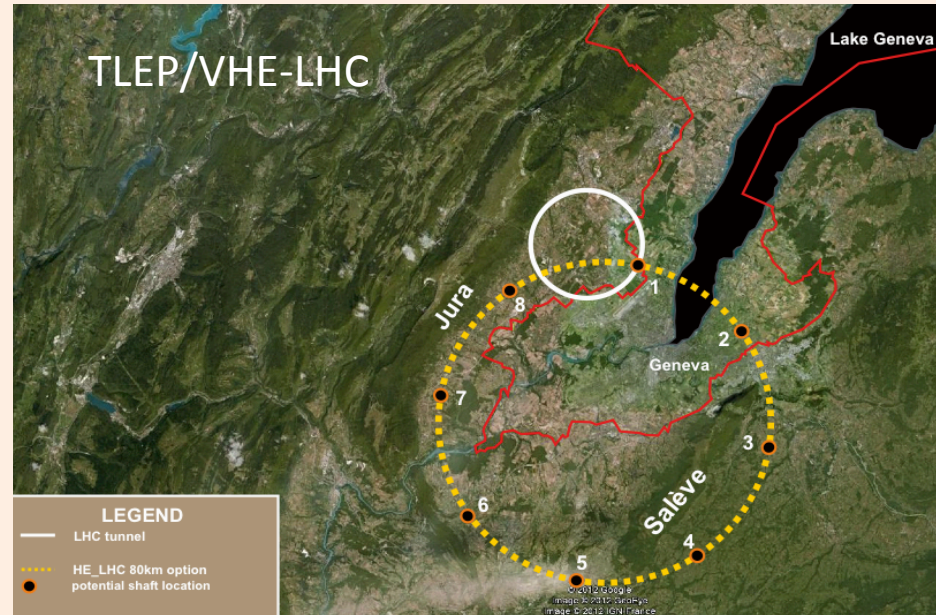 TLEP/VHE-LHC
Lake Geneva
1
8
Jura
2
Geneva
7
3
Salève
6
4
5
LEGEND
LHC tunnel
HE_LHC 80km option
potential shaft location
© 2012 Google
Image © 2012 GeoEye
Image © 2012 IGN-France